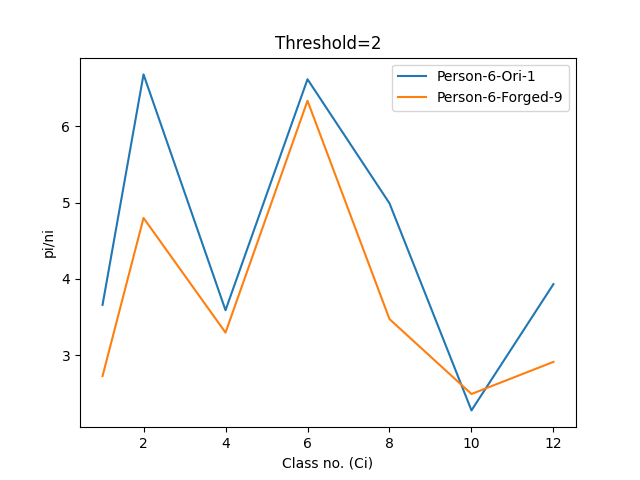 Threshold=2
Person-6-Ori-1
Person-6-Forged-9
pi/ni
6
5
4
3
2 4 6 8 10 12
Class no. (Ci)